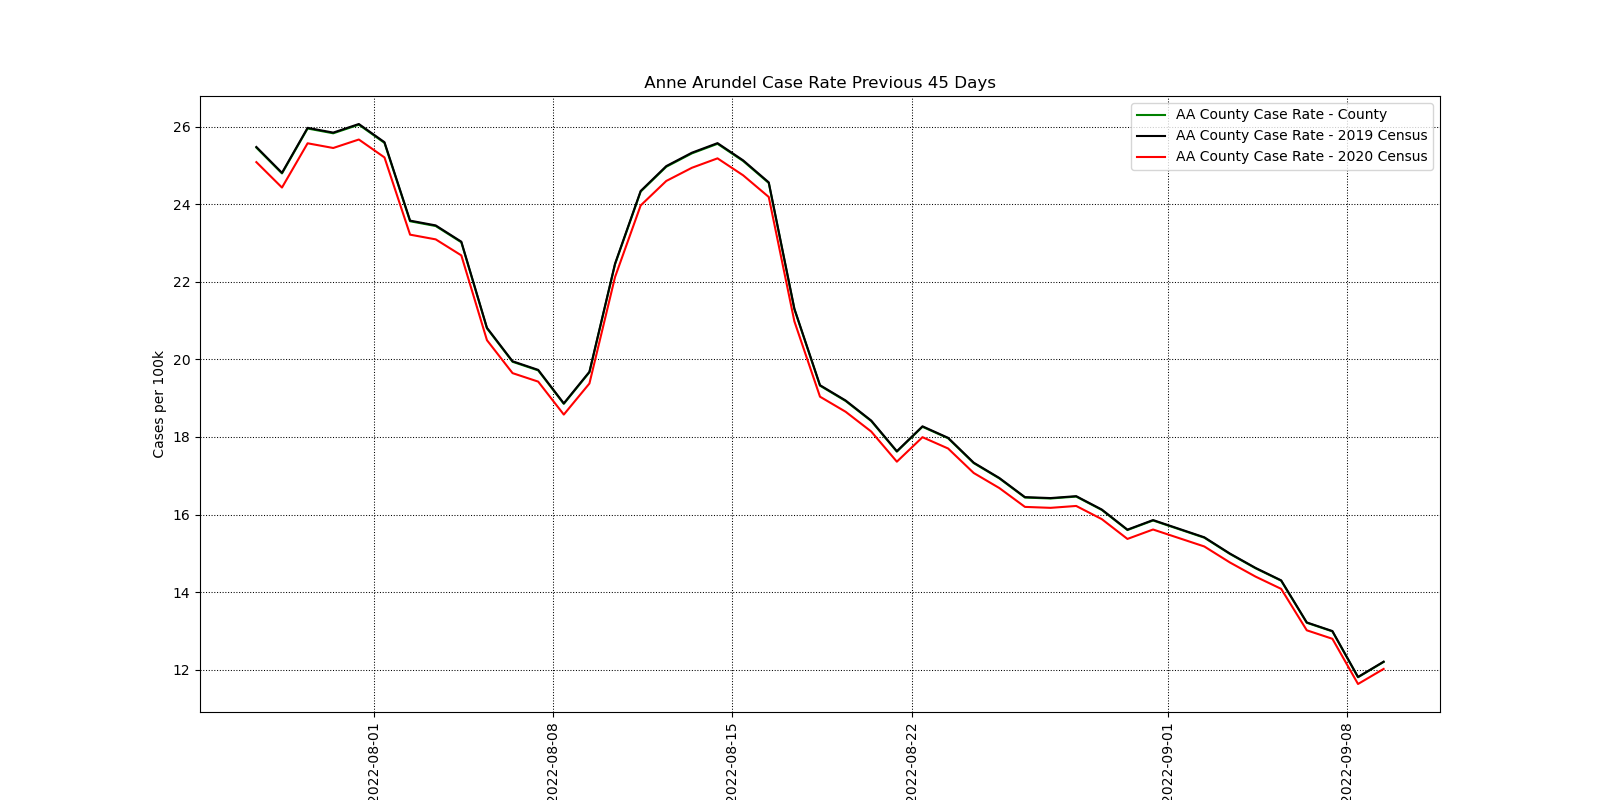 Anne Arundel Case Rate Previous 45 Days
AA County Case Rate - County
AA County Case Rate - 2019 Census
AA County Case Rate - 2020 Census
Cases per 100k
26
24
22
20
18
16
14
12
2022-08-01
2022-08-08
2022-08-15
2022-08-22
2022-09-01
2022-09-08